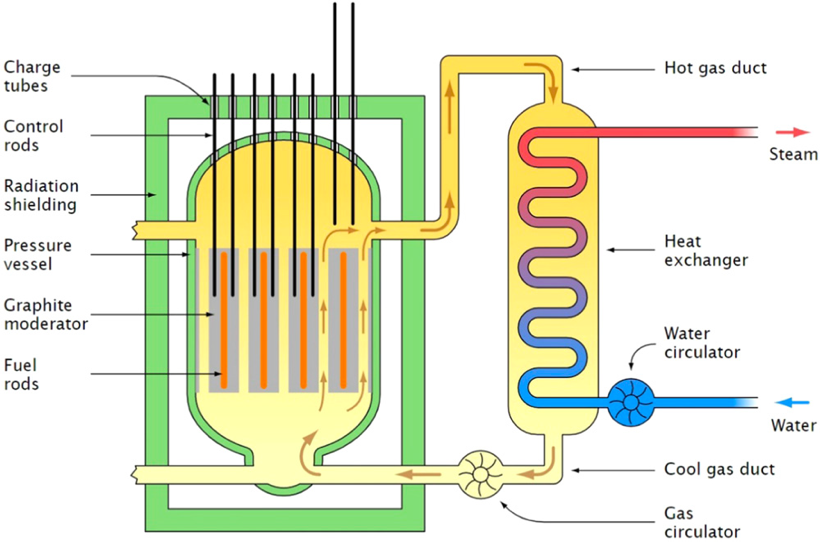 Charge
tubes
Control
rods
Radiation
shielding
Pressure
vessel
Graphite
moderator
Fuel
rods
Hot gas duct
Steam
Heat
exchanger
Water
circulator
Water
Cool gas duct
Gas
circulator